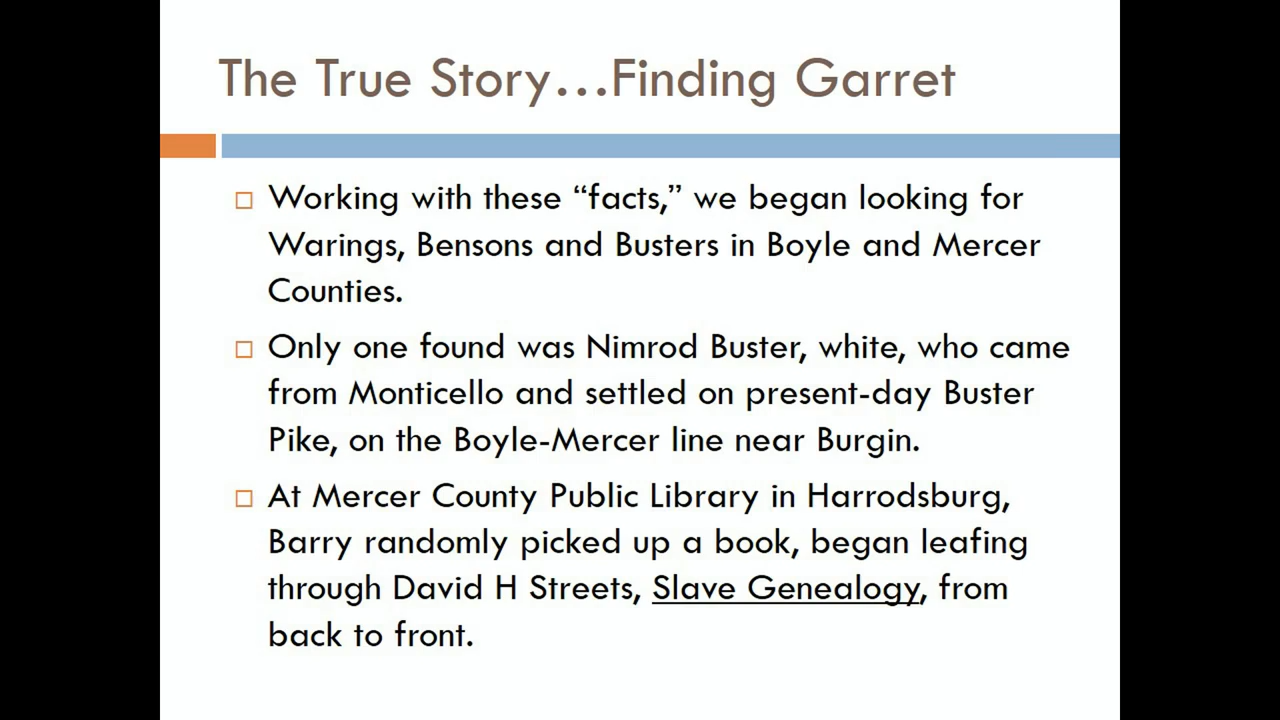 The True Story…Finding Garret
Working with these “facts,” we began looking for
Warings, Bensons and Busters in Boyle and Mercer
Counties.
Only one found was Nimrod Buster, white, who came
from Monticello and settled on present-day Buster
Pike, on the Boyle-Mercer line near Burgin.
At Mercer County Public Library in Harrodsburg,
Barry randomly picked up a book, began leafing
through David H Streets, Slave Genealogy, from
back to front.